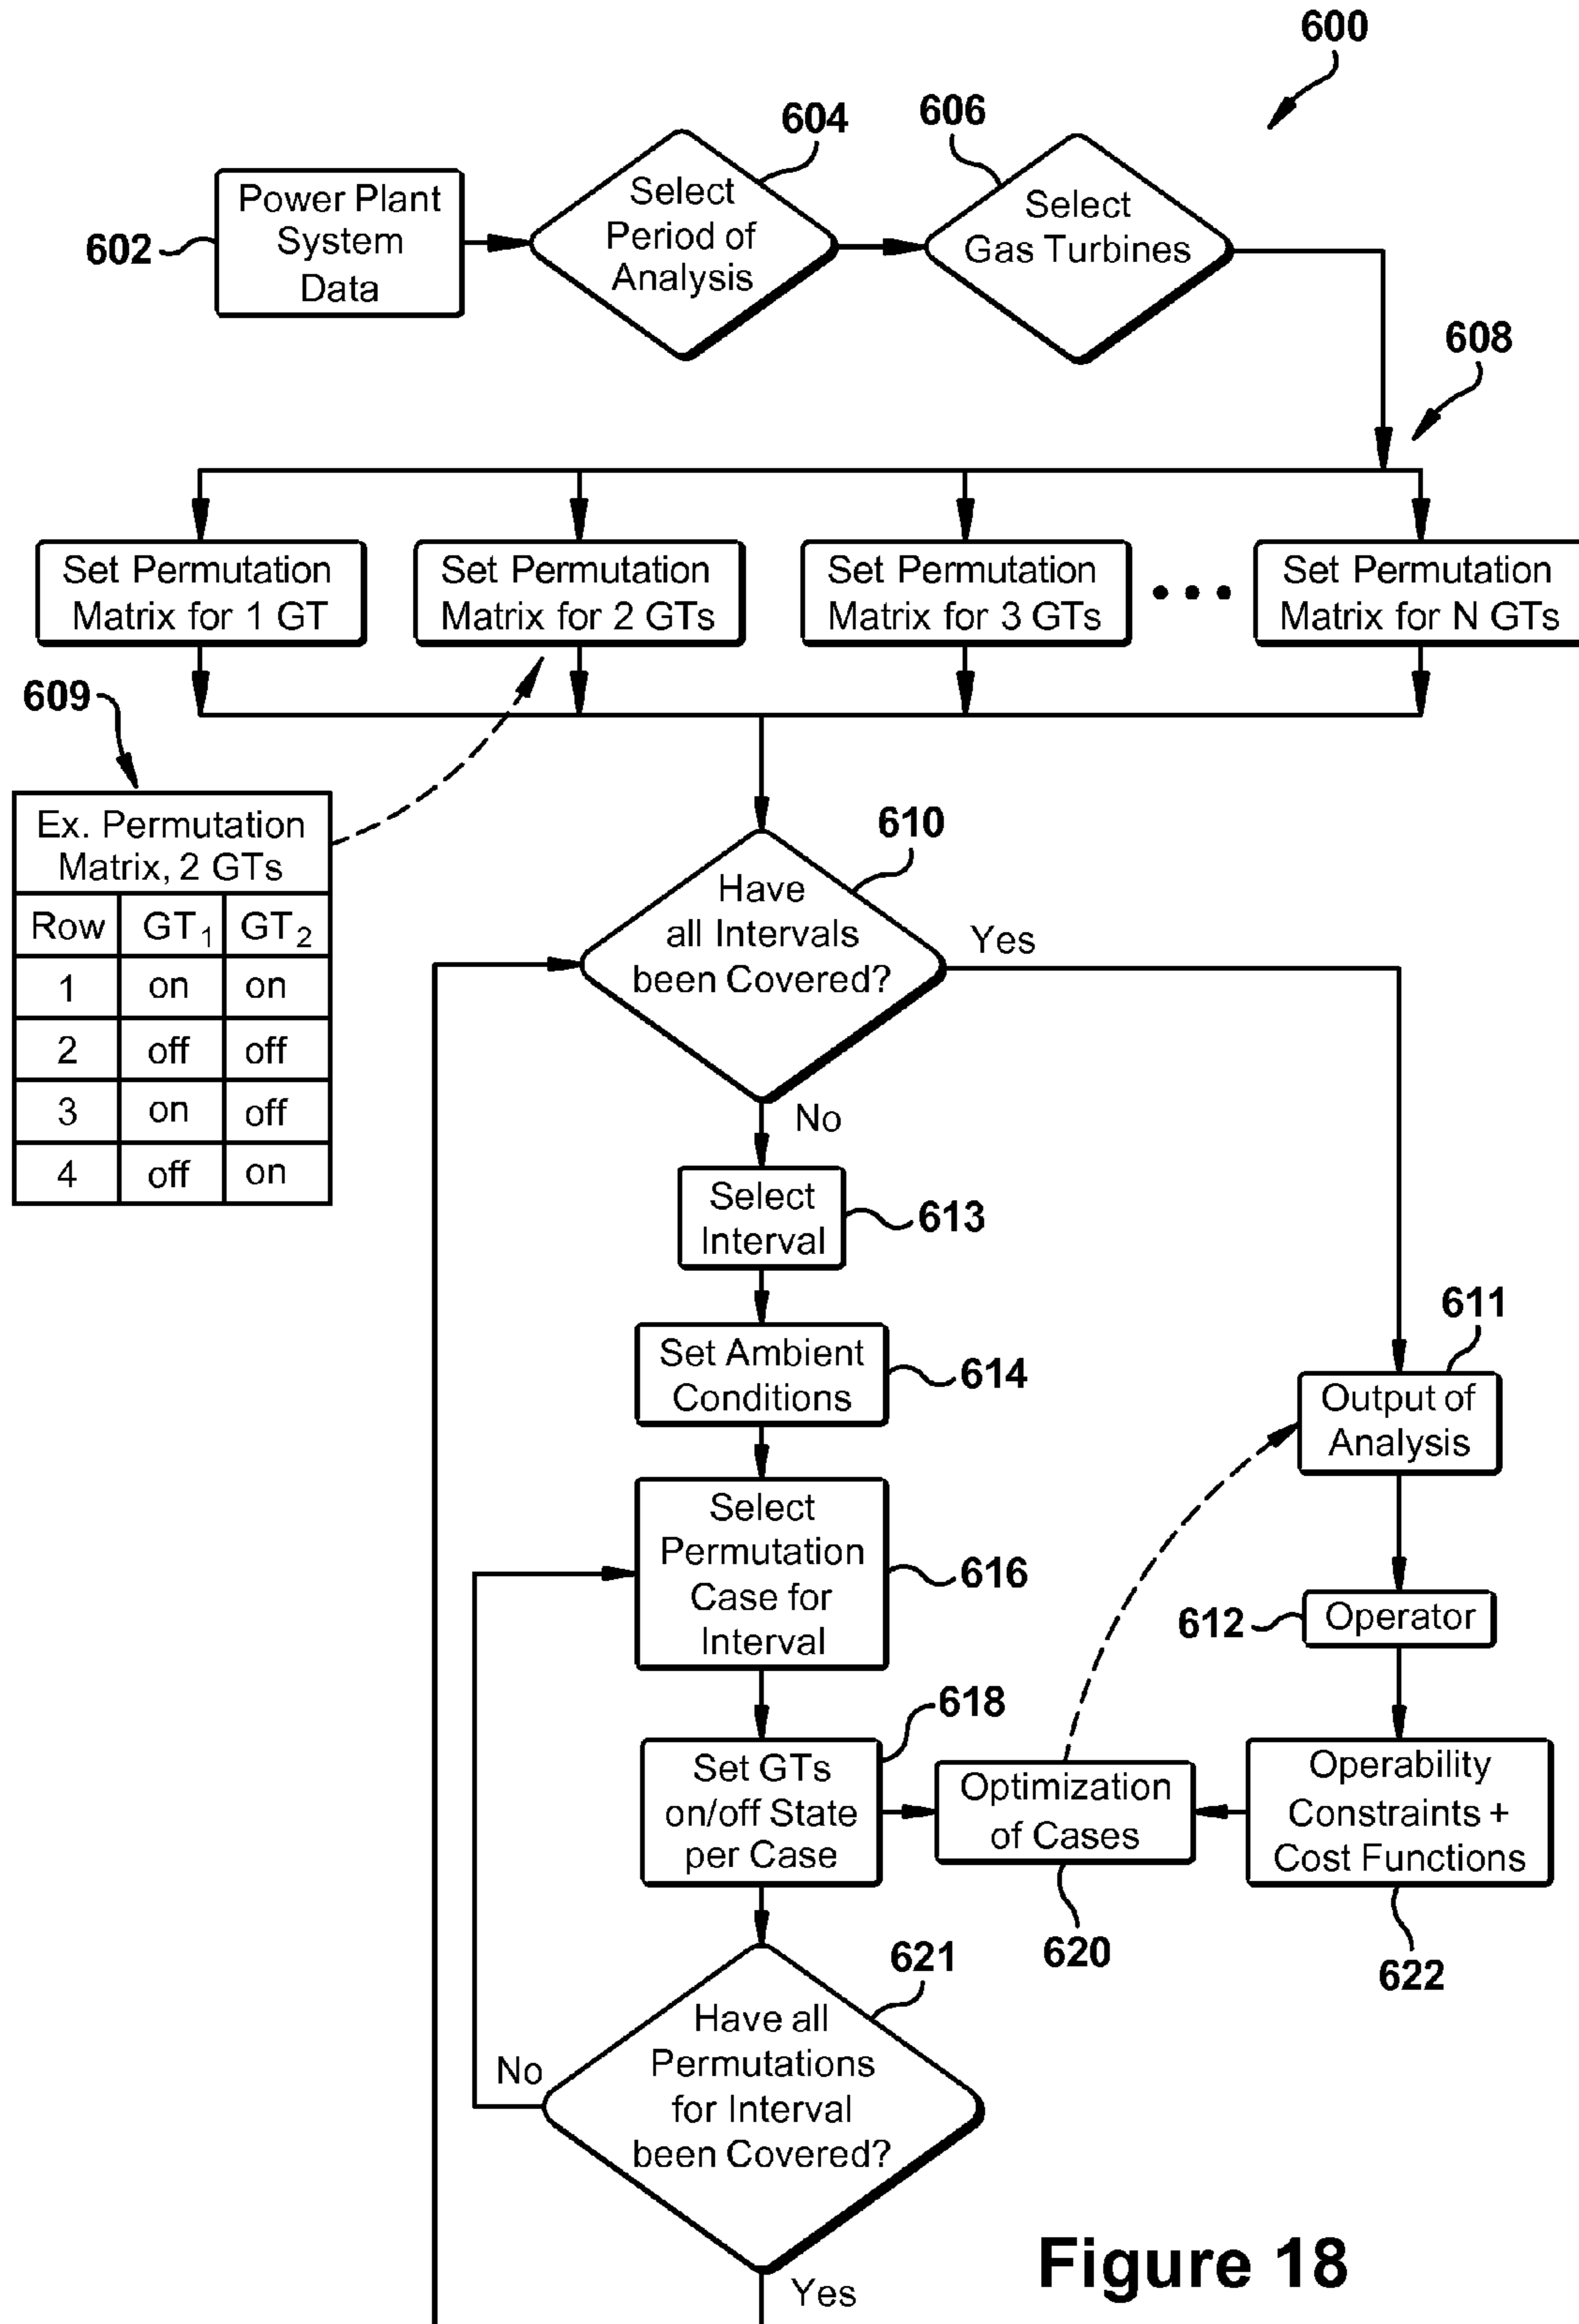 600
604
606
Power Plant
System
Data
602
Select
Period of
Analysis
Select
Gas Turbines
608
Set Permutation
Matrix for 1 GT
Set Permutation
Matrix for 2 GTs
Set Permutation
Matrix for 3 GTs
Set Permutation
Matrix for N GTs
609
Ex. Permutation
Matrix, 2 GTs
Row GT1 GT2
1 on on
2 off off
3 on off
4 off on
610
Have
all Intervals
been Covered?
Yes
No
Select
Interval
613
Set Ambient
Conditions
614
611
Output of
Analysis
Select
Permutation
Case for
Interval
616
612
Operator
618
Set GTs
on/off State
per Case
Optimization
of Cases
620
Operability
Constraints +
Cost Functions
622
621
Have all
Permutations
for Interval
been Covered?
No
Yes
Figure 18